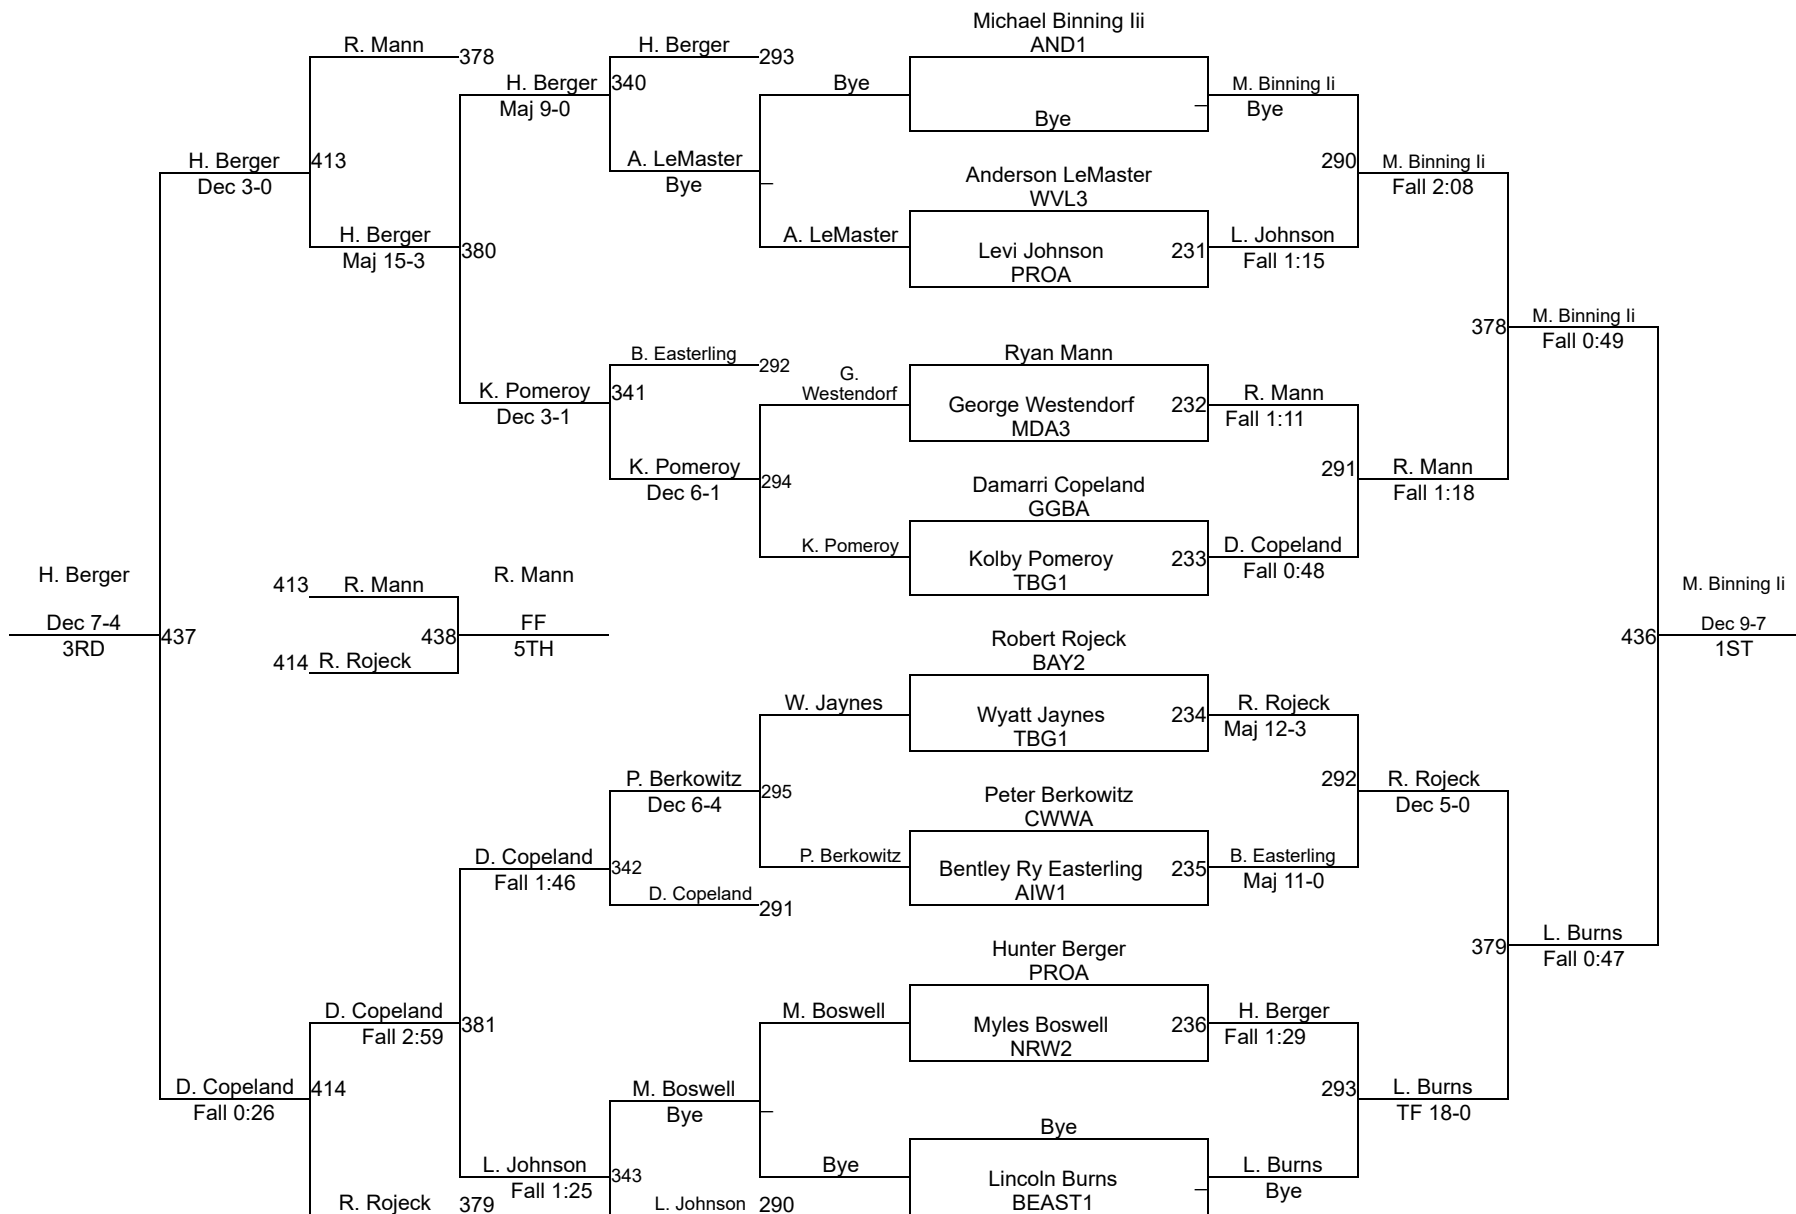 Michael Binning Iii
AND1
R. Mann
378
H. Berger
293
H. Berger
340
Maj 9-0
Bye
M. Binning Ii
Bye
Bye
H. Berger
413
Dec 3-0
A. LeMaster
Bye
Anderson LeMaster
WVL3
290
M. Binning Ii
Fall 2:08
H. Berger
380
Maj 15-3
A. LeMaster
Levi Johnson
PROA
231
L. Johnson
Fall 1:15
378
M. Binning Ii
Fall 0:49
B. Easterling
292
Ryan Mann
K. Pomeroy
341
Dec 3-1
G.
Westendorf
George Westendorf
MDA3
232
R. Mann
Fall 1:11
K. Pomeroy
294
Dec 6-1
Damarri Copeland
GGBA
291
R. Mann
Fall 1:18
K. Pomeroy
Kolby Pomeroy
TBG1
233
D. Copeland
Fall 0:48
H. Berger
Dec 7-4
3RD
437
413
R. Mann
414
R. Rojeck
438
R. Mann
FF
5TH
436
M. Binning Ii
Dec 9-7
1ST
Robert Rojeck
BAY2
W. Jaynes
Wyatt Jaynes
TBG1
234
R. Rojeck
Maj 12-3
P. Berkowitz
295
Dec 6-4
Peter Berkowitz
CWWA
292
R. Rojeck
Dec 5-0
D. Copeland
342
Fall 1:46
P. Berkowitz
Bentley Ry Easterling
AIW1
235
B. Easterling
Maj 11-0
D. Copeland
291
379
L. Burns
Fall 0:47
Hunter Berger
PROA
D. Copeland
381
Fall 2:59
M. Boswell
Myles Boswell
NRW2
236
H. Berger
Fall 1:29
D. Copeland
414
Fall 0:26
M. Boswell
Bye
293
L. Burns
TF 18-0
Bye
L. Johnson
343
Fall 1:25
Bye
Lincoln Burns
BEAST1
L. Burns
Bye
R. Rojeck
379
L. Johnson
290